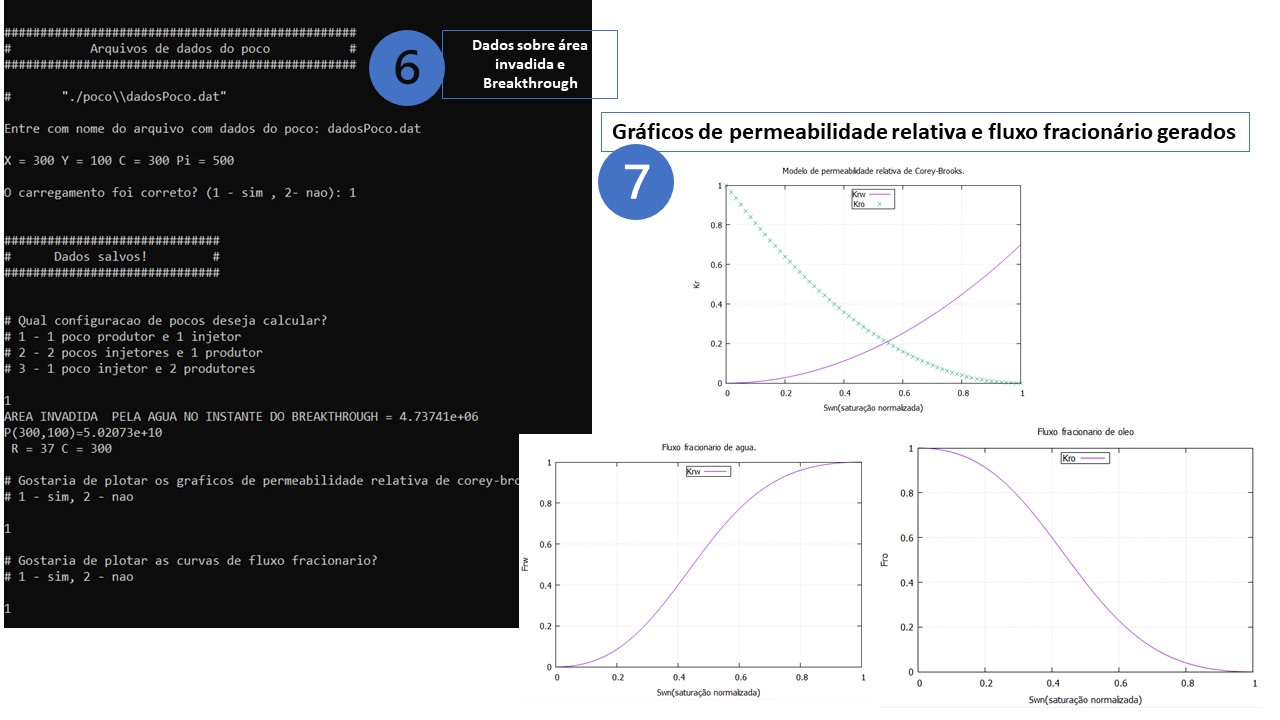 ################################################
# Arquivos de dados do poco #
################################################
# "./poco\\dadosPoco.dat"
Entre com nome do arquivo com dados do poco: dadosPoco.dat
X = 300 Y = 100 C = 300 Pi = 500
O carregamento foi correto? (1 - sim , 2- nao): 1
##############################
# Dados salvos! #
##############################
# Qual configuracao de pocos deseja calcular?
# 1 - 1 poco produtor e 1 injetor
# 2 - 2 pocos injetores e 1 produtor
# 3 - 1 poco injetor e 2 produtores
1
AREA INVADIDA PELA AGUA NO INSTANTE DO BREAKTHROUGH = 4.73741e+06
P(300,100)=5.02073e+10
R = 37 C = 300
# Gostaria de plotar os graficos de permeabilidade relativa de corey-bro
# 1 - sim, 2 - nao
1
# Gostaria de plotar as curvas de fluxo fracionario?
# 1 - sim, 2 - nao
1
6
Dados sobre área
invadida e
Breakthrough
Gráficos de permeabilidade relativa e fluxo fracionário gerados
7
Modelo de permeabilidade relativa de Corey-Brooks.
Krw
Kro
1
0.8
0.6
0.4
0.2
0
Kr
0 0.2 0.4 0.6 0.8 1
Swn(saturação normalizada)
Fluxo fracionario de agua.
Krw
1
0.8
0.6
0.4
0.2
0
Frw
0 0.2 0.4 0.6 0.8 1
Swn(saturação normalizada)
Fluxo fracionario de oleo
Kro
1
0.8
0.6
0.4
0.2
0
Fro
0 0.2 0.4 0.6 0.8 1
Swn(saturação normalizada)